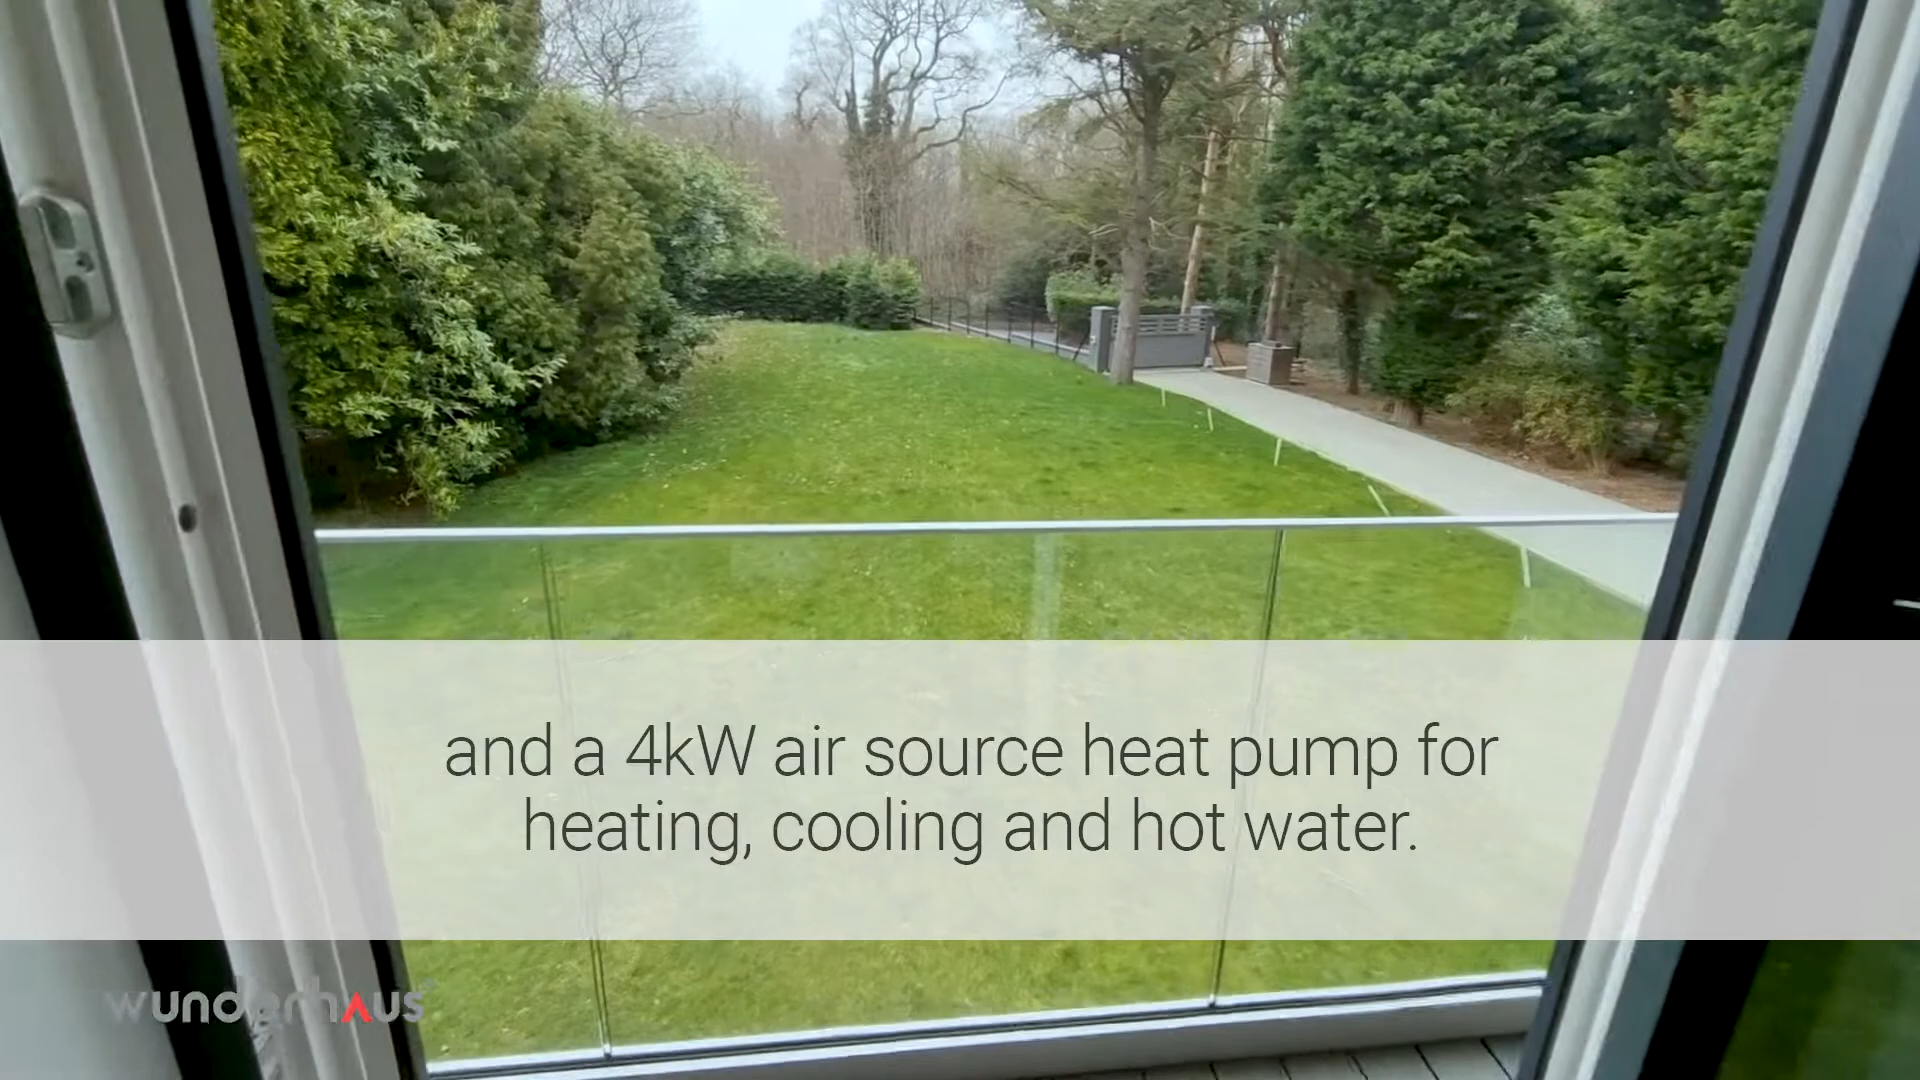 and a 4kW air source heat pump for
heating, cooling and hot water.
wunderhaus